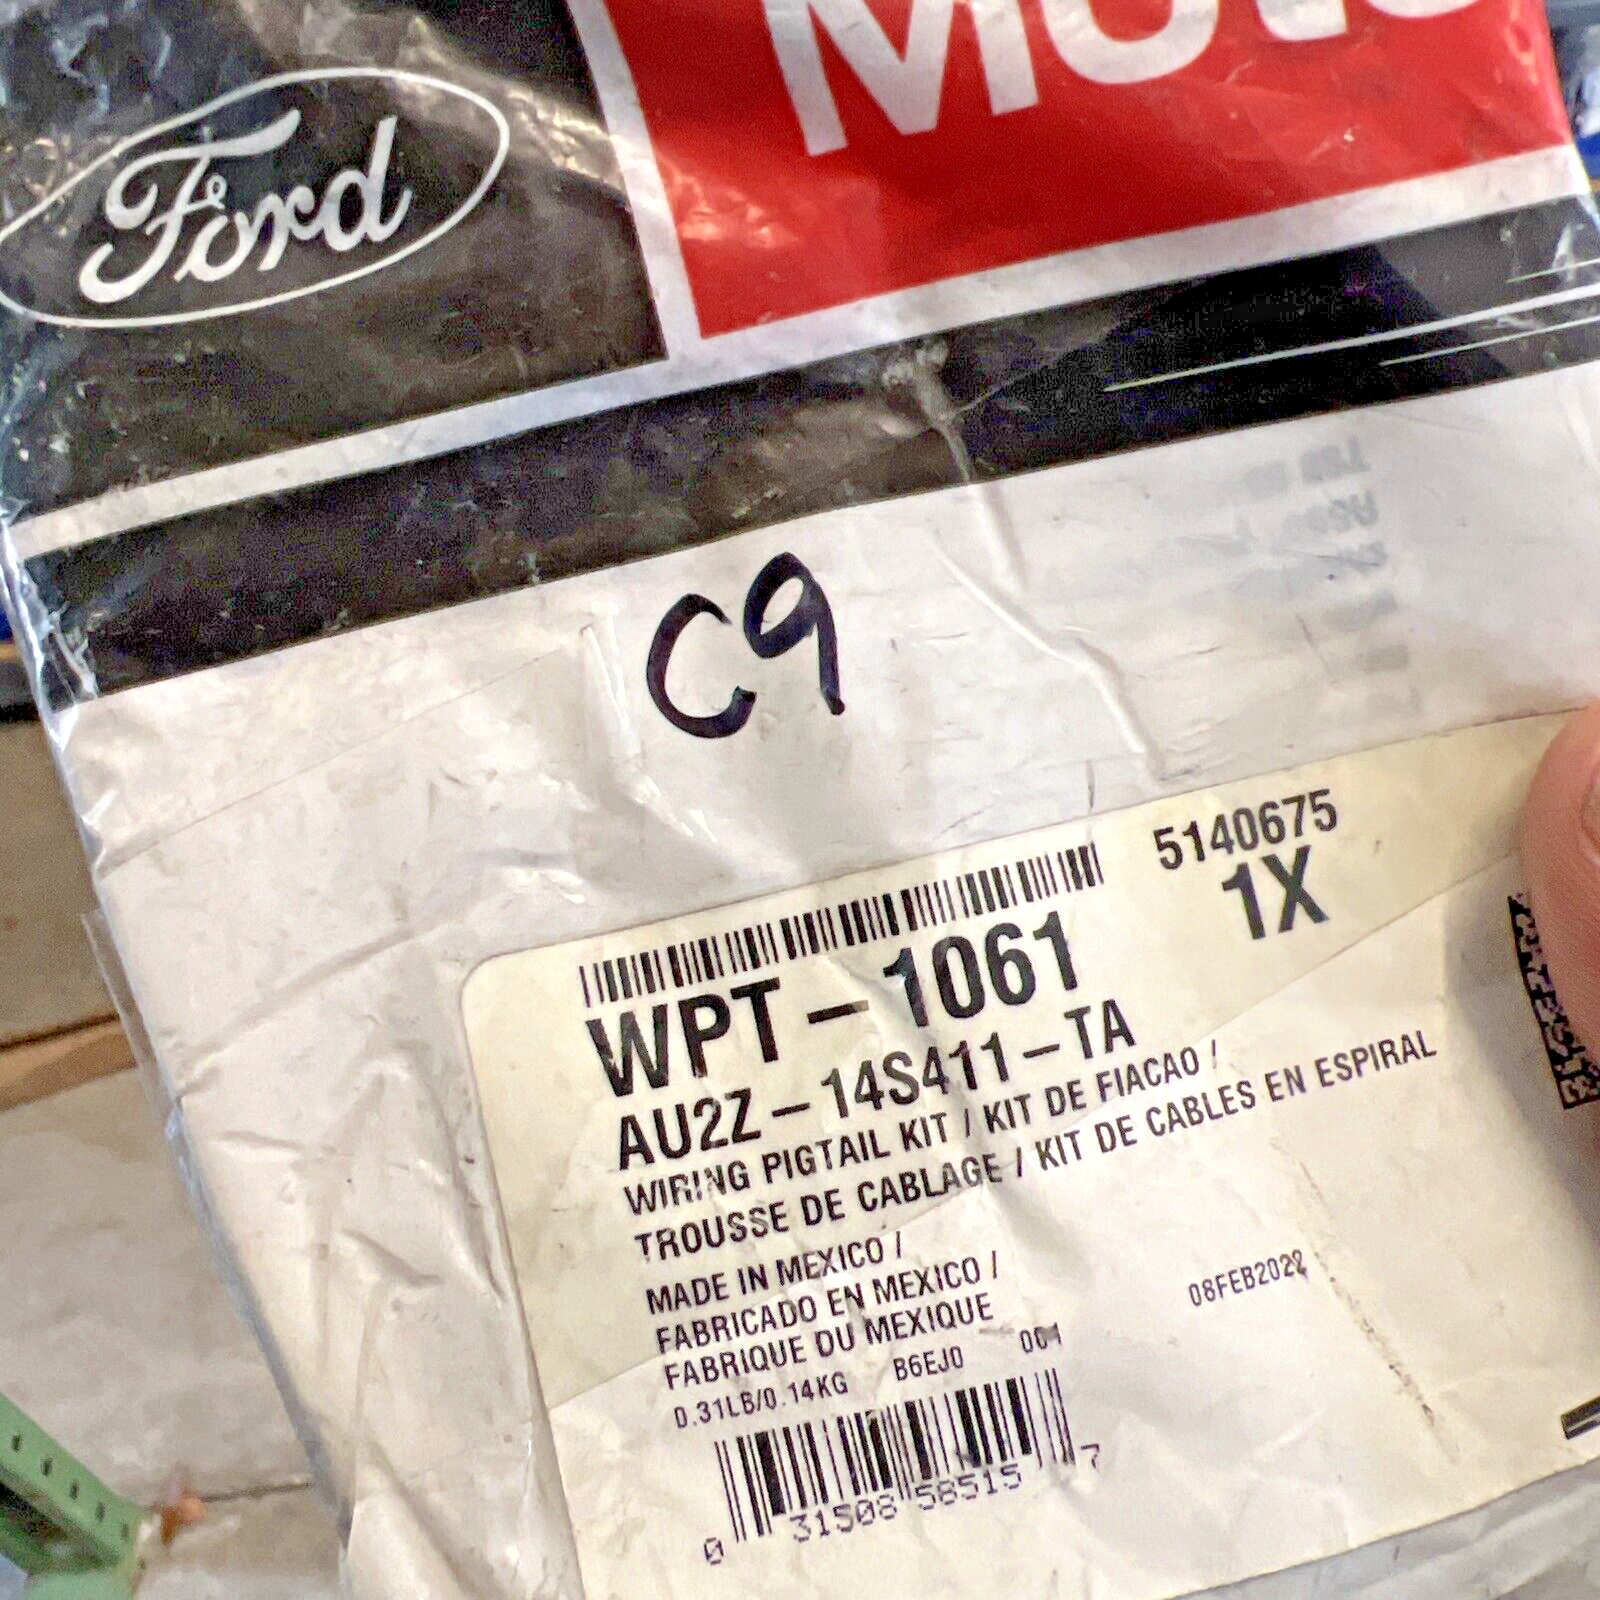 Ford
C9
5140675
1X
WPT-1061
AU2Z-14S411-TA
WIRING PIGTAIL KIT / KIT DE FIACAO /
TROUSSE DE CABLAGE / KIT DE CABLES EN ESPIRAL
MADE IN MEXICO /
FABRICADO EN MEXICO /
FABRIQUE DU MEXIQUE
08FEB2022
0.31LB/0.14KG B6EJ0 001
0 31508 58515 7